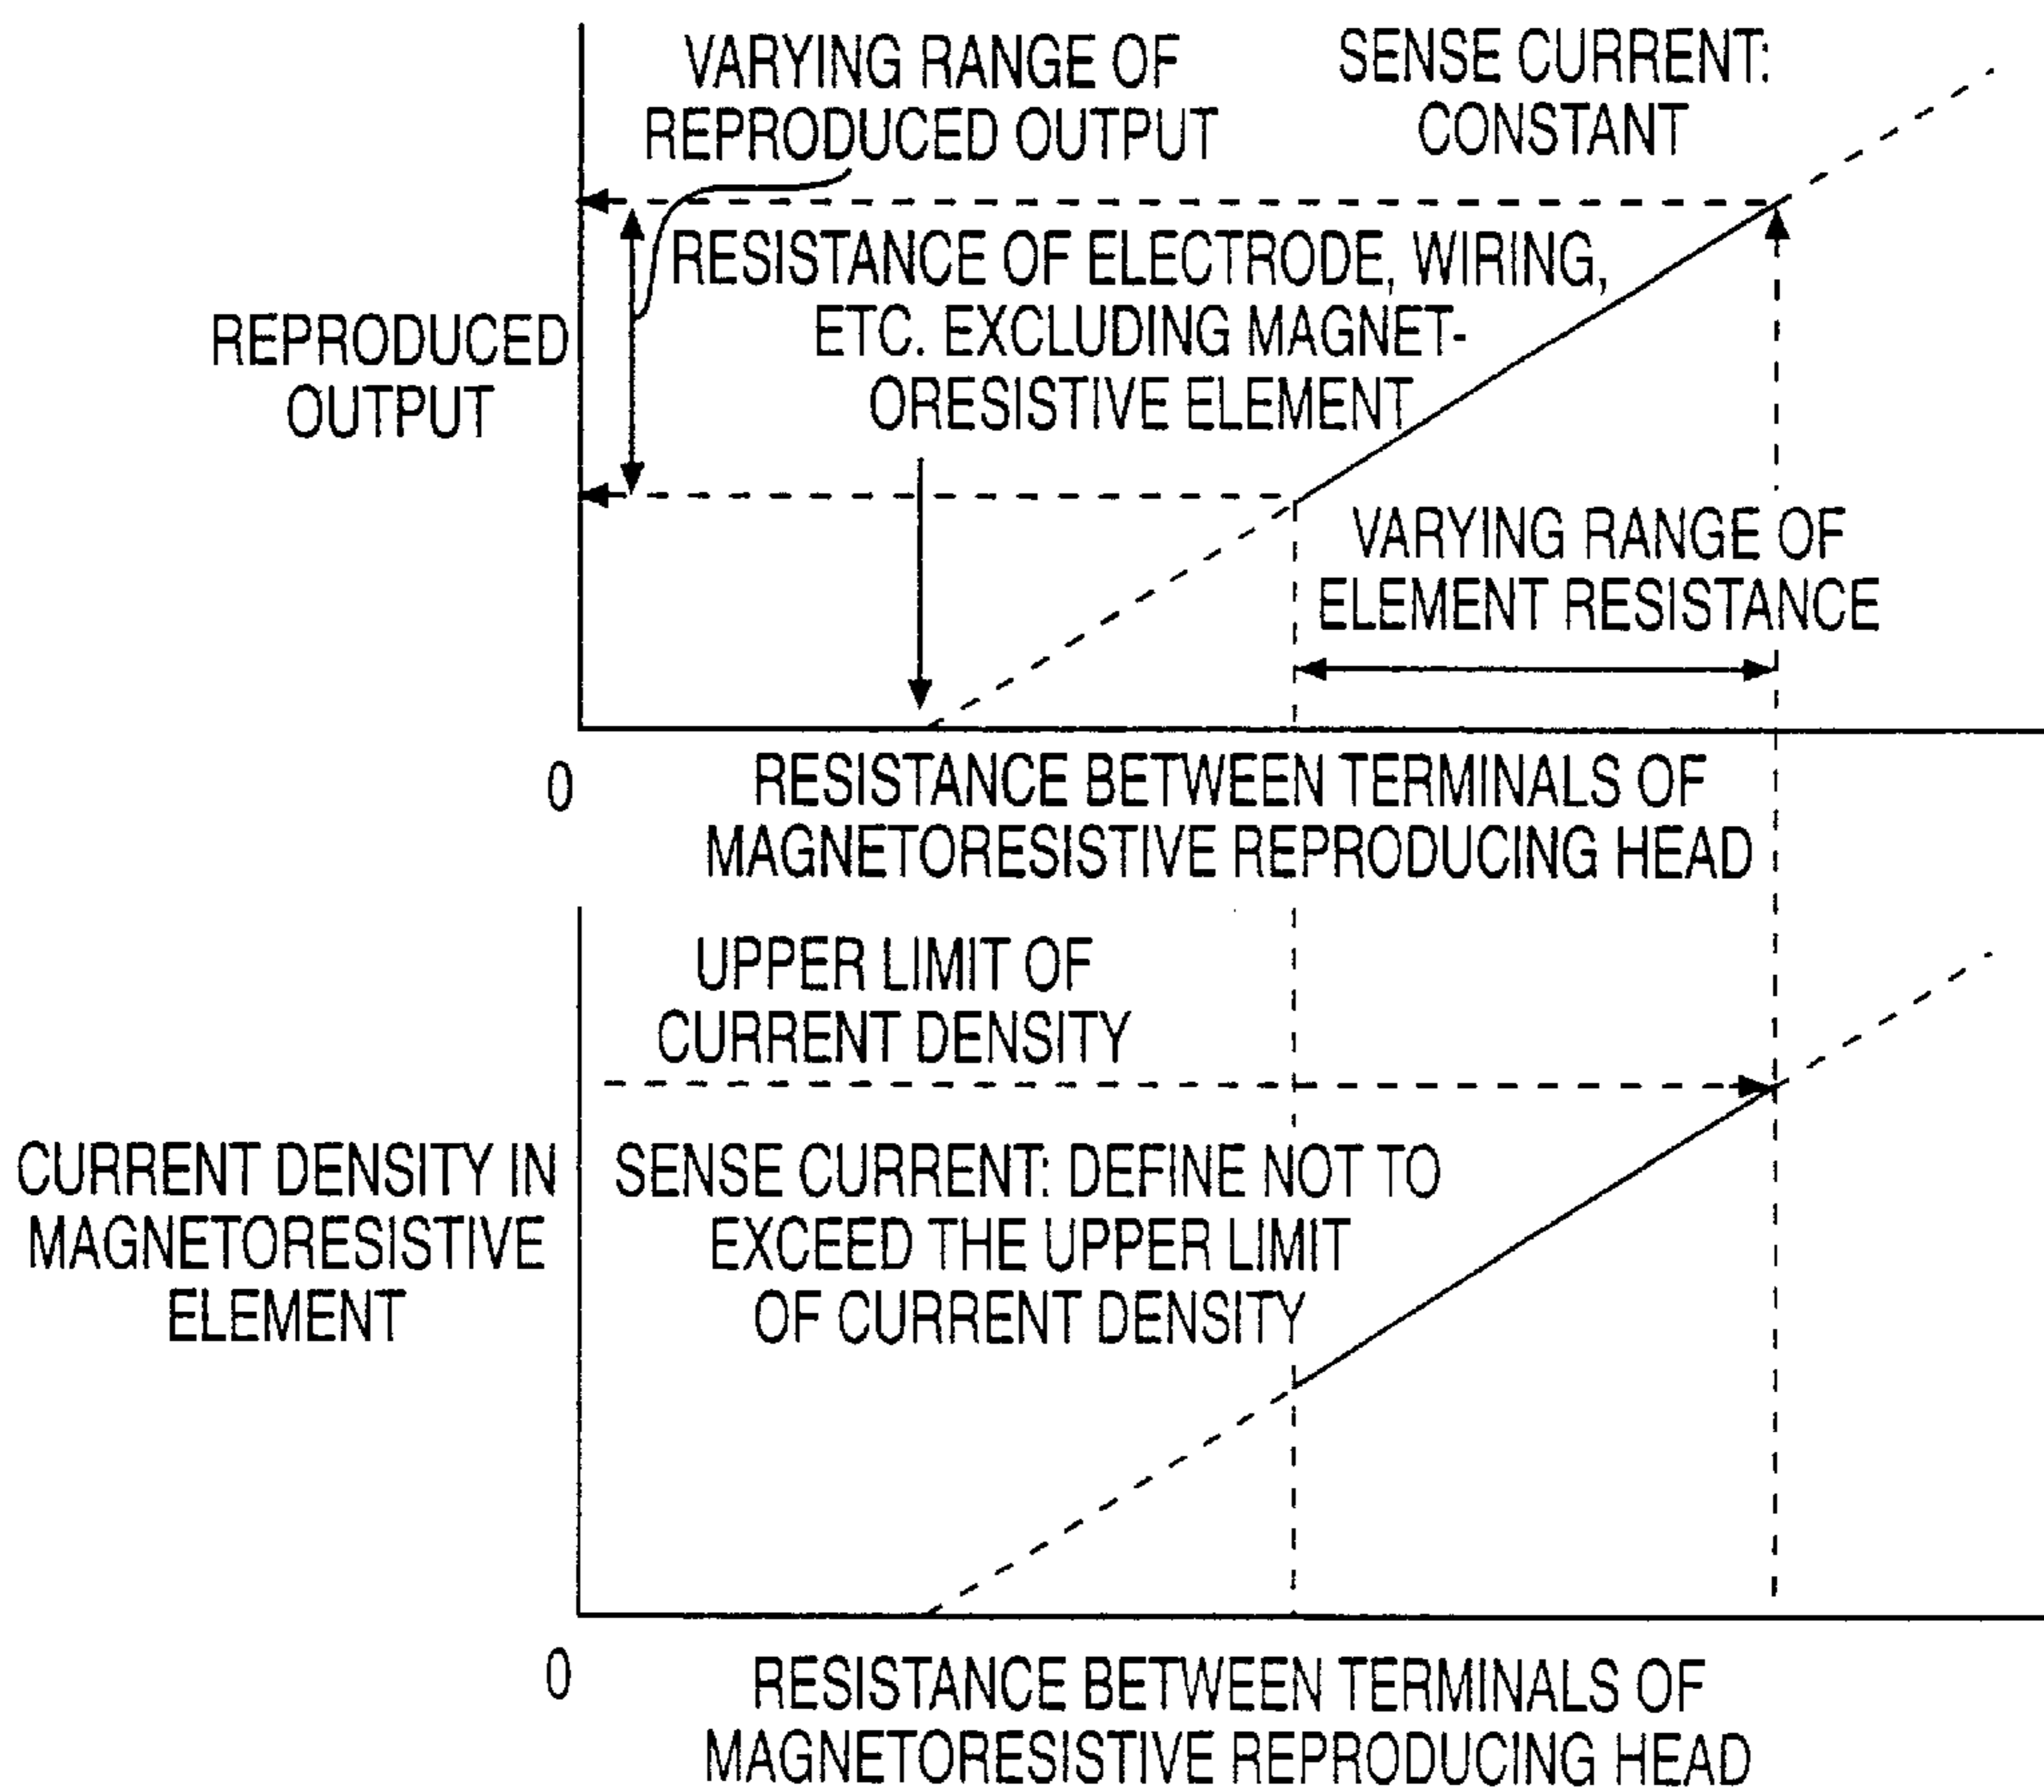 VARYING RANGE OF
REPRODUCED OUTPUT
SENSE CURRENT:
CONSTANT
RESISTANCE OF ELECTRODE, WIRING,
ETC. EXCLUDING MAGNET-
ORESISTIVE ELEMENT
REPRODUCED
OUTPUT
VARYING RANGE OF
ELEMENT RESISTANCE
0
RESISTANCE BETWEEN TERMINALS OF
MAGNETORESISTIVE REPRODUCING HEAD
UPPER LIMIT OF
CURRENT DENSITY
CURRENT DENSITY IN
MAGNETORESISTIVE
ELEMENT
SENSE CURRENT: DEFINE NOT TO
EXCEED THE UPPER LIMIT
OF CURRENT DENSITY
0
RESISTANCE BETWEEN TERMINALS OF
MAGNETORESISTIVE REPRODUCING HEAD